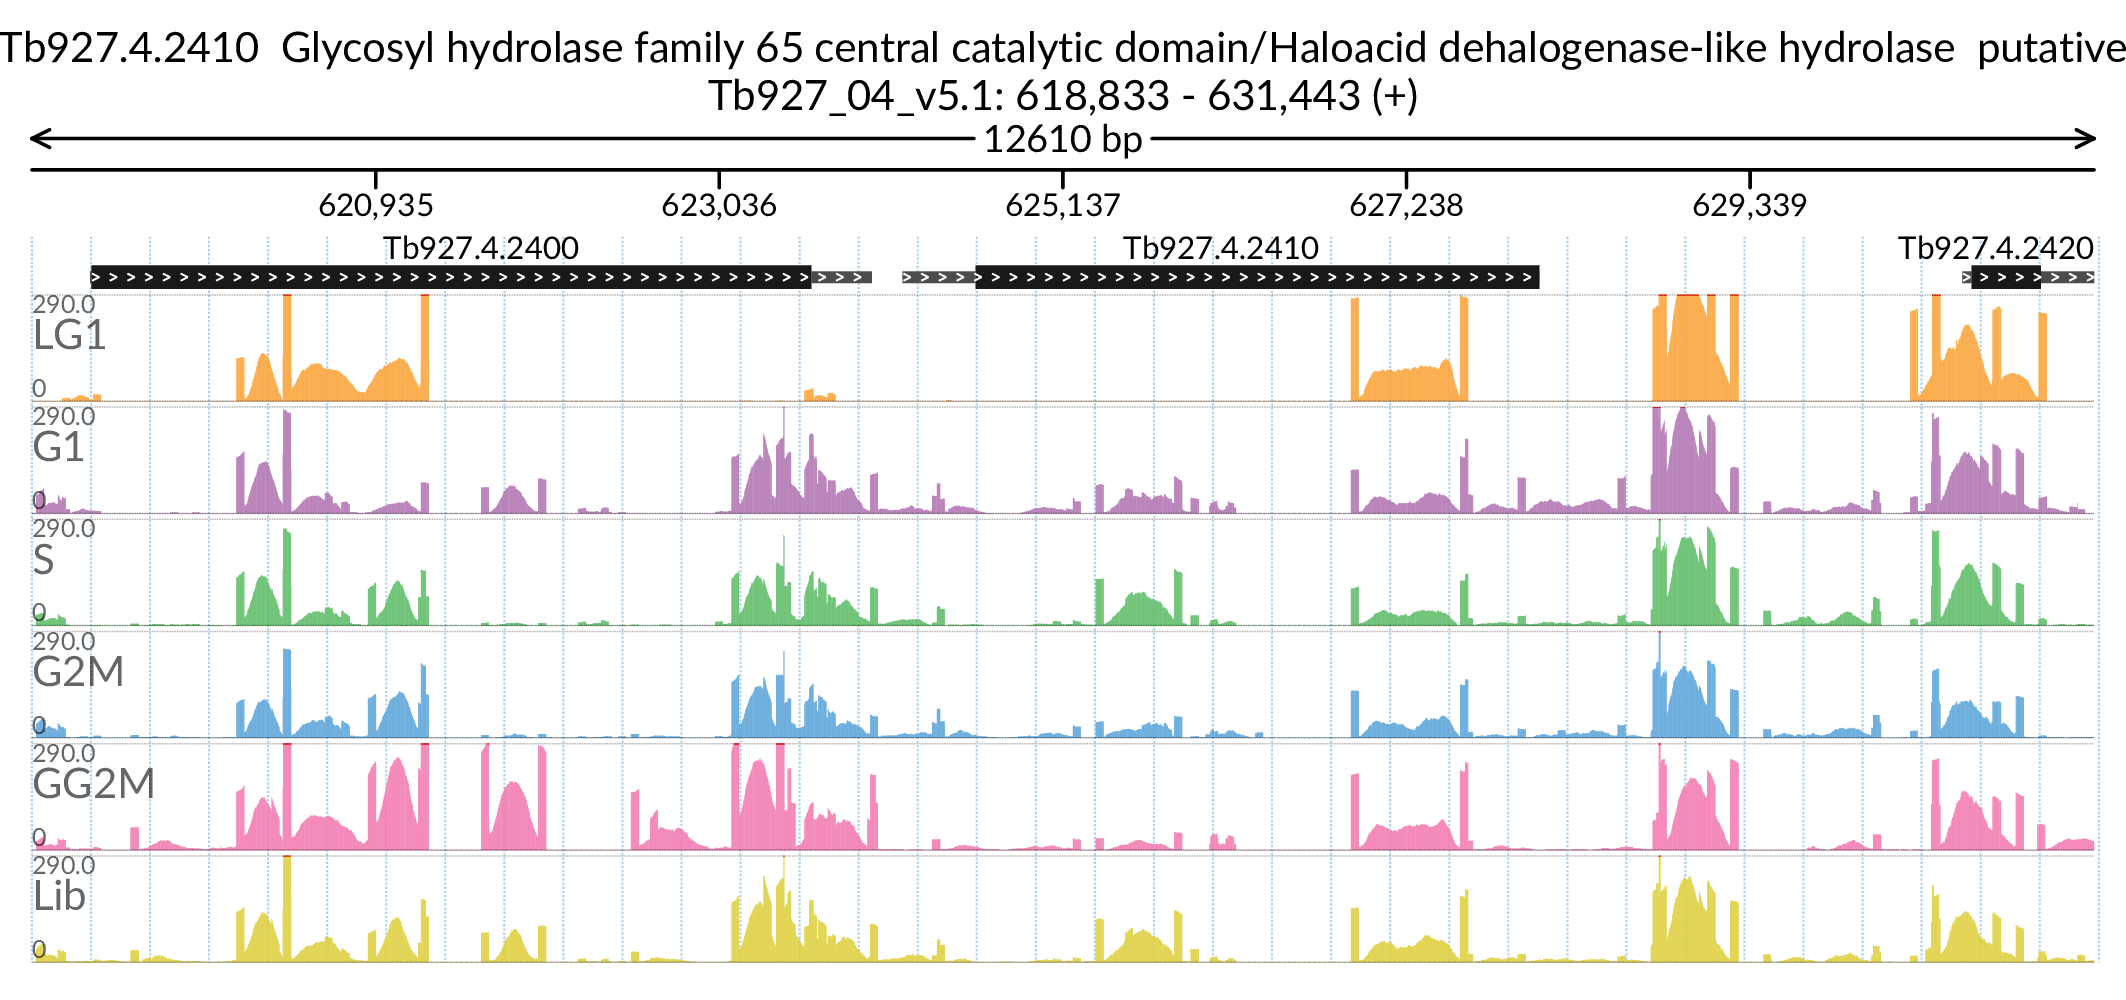 Tb927.4.2410  Glycosyl hydrolase family 65 central catalytic domain/Haloacid dehalogenase-like hydrolase  putative
Tb927_04_v5.1: 618,833 - 631,443 (+)
12610 bp
620,935 623,036 625,137 627,238 629,339
Tb927.4.2400 Tb927.4.2410 Tb927.4.2420
290.0
LG1
0
290.0
G1
0
290.0
S
0
290.0
G2M
0
290.0
GG2M
0
290.0
Lib
0